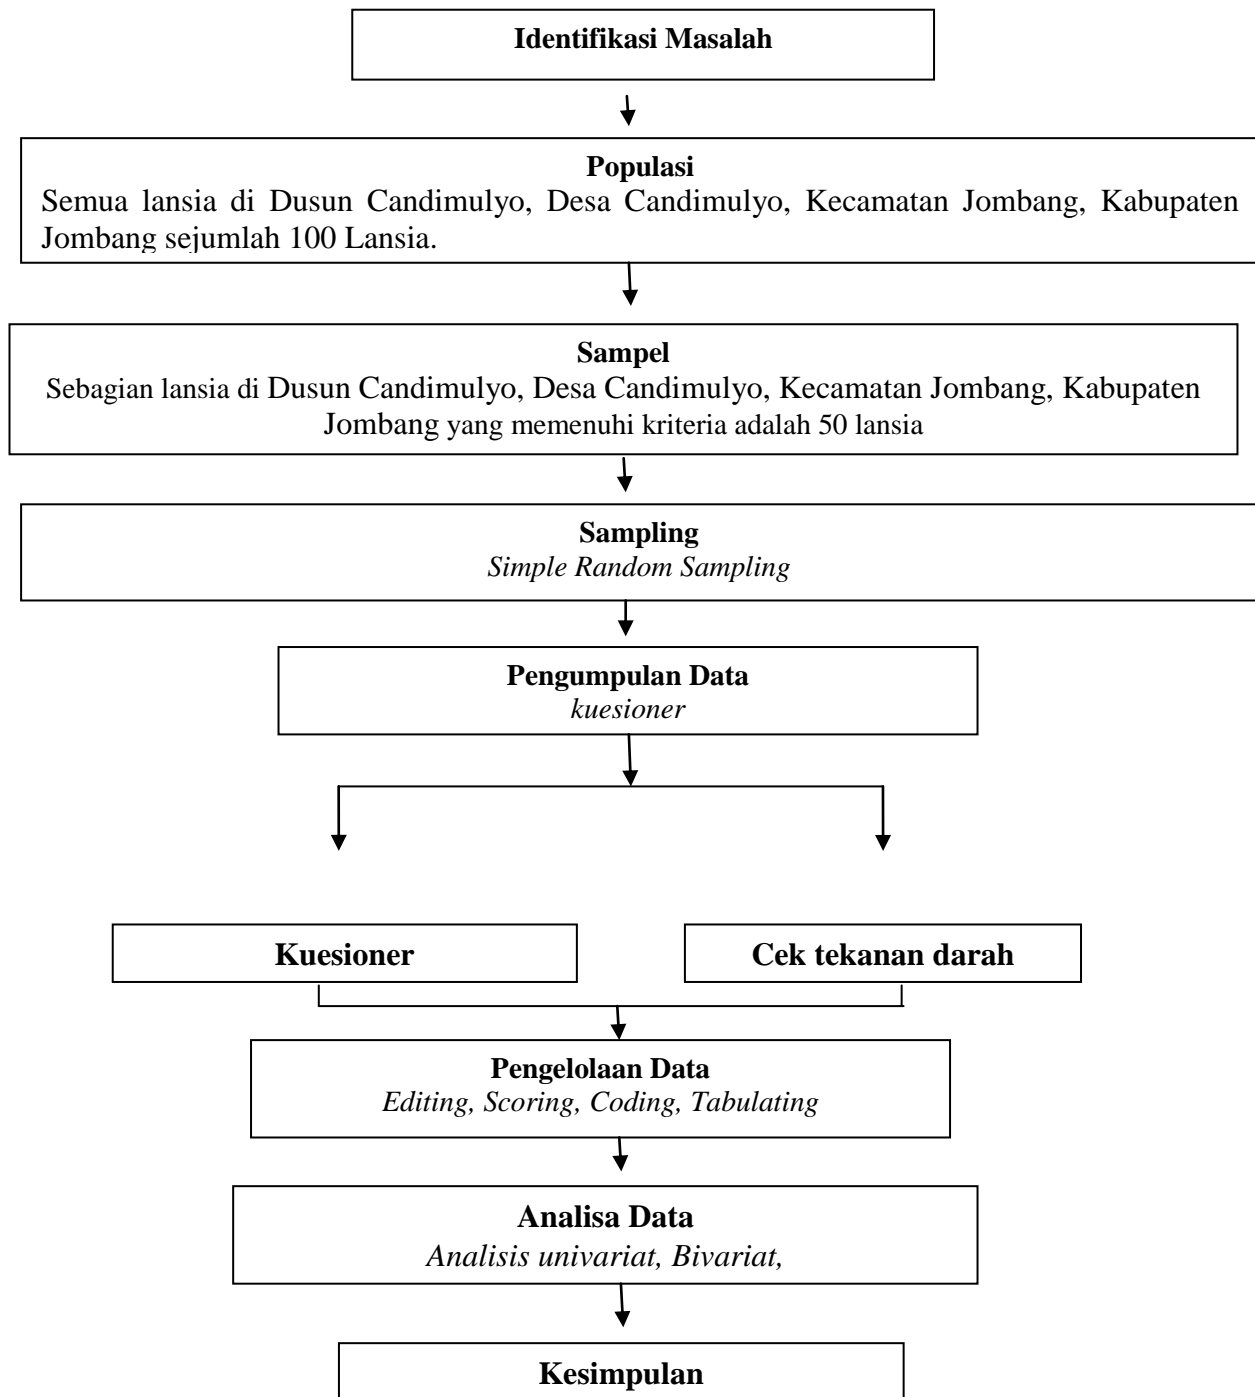 Identifikasi Masalah
Populasi
Semua lansia di Dusun Candimulyo, Desa Candimulyo, Kecamatan Jombang, Kabupaten
Jombang sejumlah 100 Lansia.
Sampel
Sebagian lansia di Dusun Candimulyo, Desa Candimulyo, Kecamatan Jombang, Kabupaten
Jombang yang memenuhi kriteria adalah 50 lansia
Sampling
Simple Random Sampling
Pengumpulan Data
kuesioner
Kuesioner
Cek tekanan darah
Pengelolaan Data
Editing, Scoring, Coding, Tabulating
Analisa Data
Analisis univariat, Bivariat,
Kesimpulan